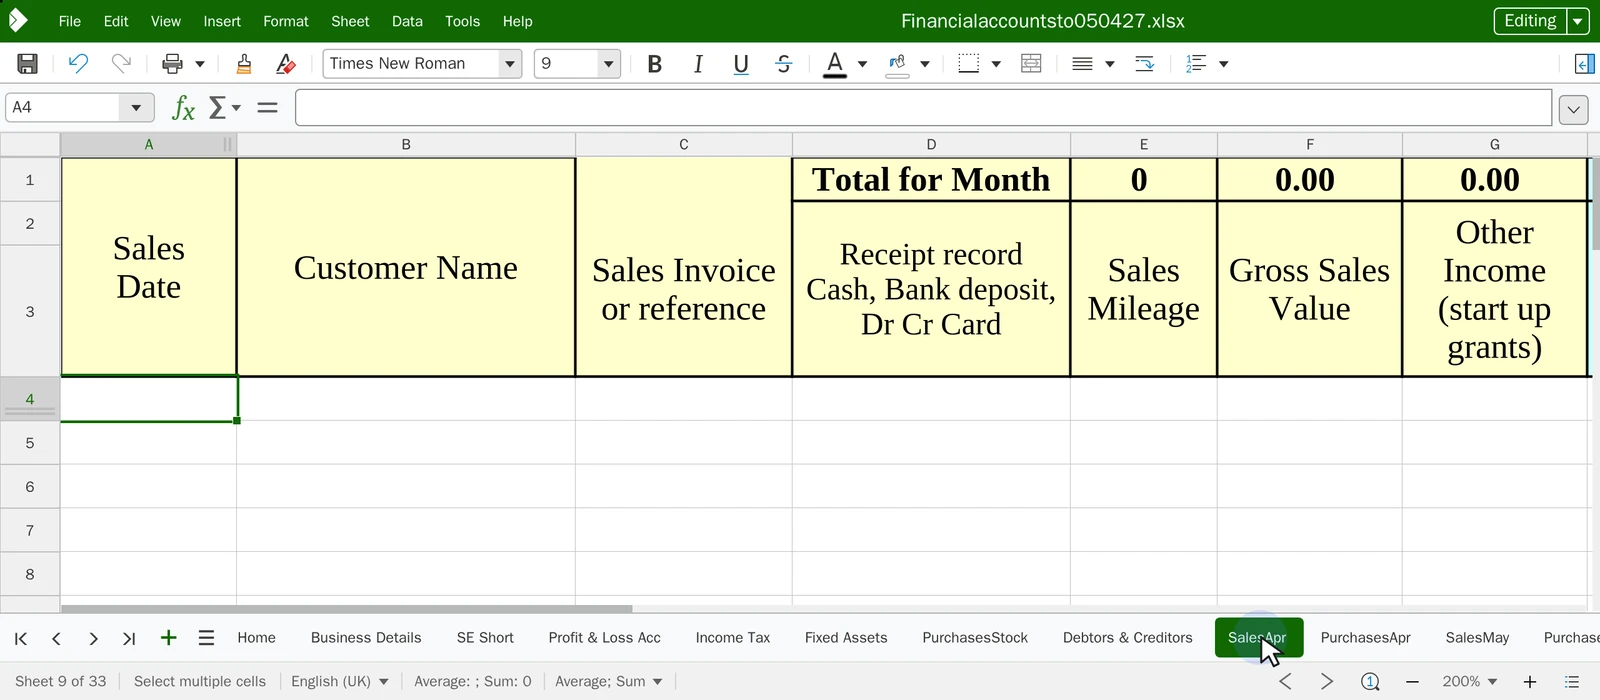 File Edit View Insert Format Sheet Data Tools Help Financialaccountsto050427.xlsx Editing
Times New Roman 9 B I U S A
A4 fx Σ =
A B C D E F G
1 Total for Month 0 0.00 0.00
2
3
Sales
Date
Customer Name
Sales Invoice
or reference
Receipt record
Cash, Bank deposit,
Dr Cr Card
Sales
Mileage
Gross Sales
Value
Other
Income
(start up
grants)
4
5
6
7
8
Home Business Details SE Short Profit & Loss Acc Income Tax Fixed Assets PurchasesStock Debtors & Creditors SalesApr PurchasesApr SalesMay Purchase
Sheet 9 of 33 Select multiple cells English (UK) Average: ; Sum: 0 Average; Sum 1 200%